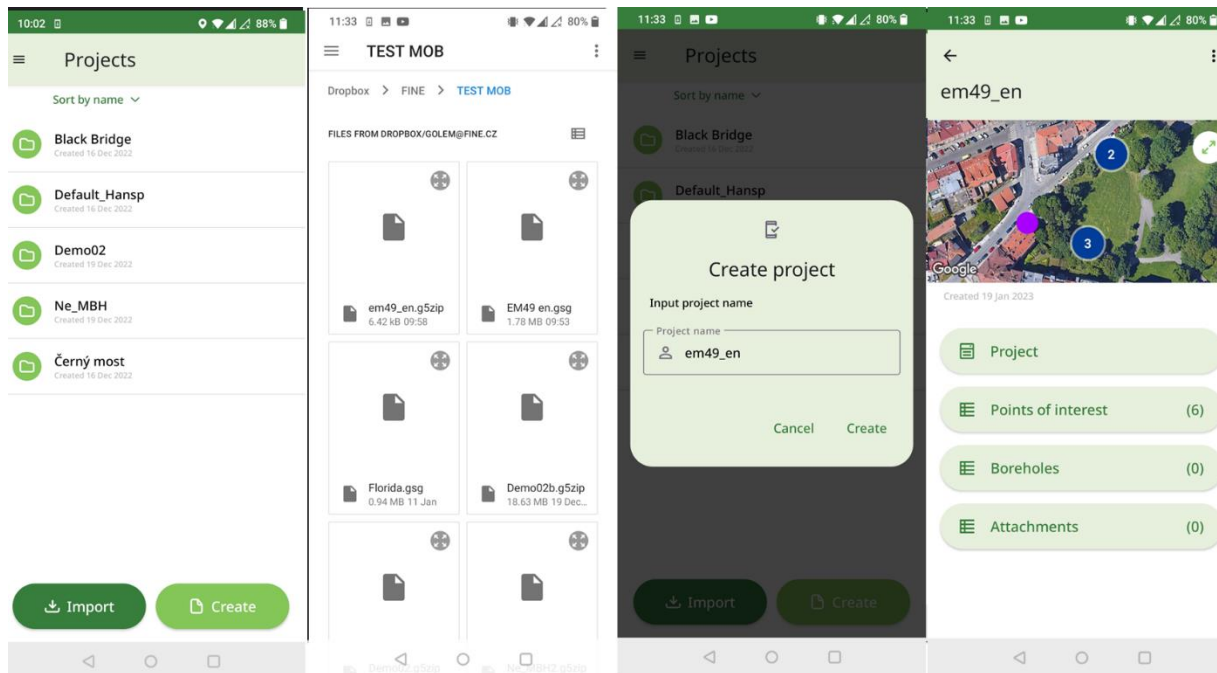 10:02
88%
Projects
Sort by name
Black Bridge
Created 16 Dec 2022
Default_Hansp
Created 16 Dec 2022
Demo02
Created 19 Dec 2022
Ne_MBH
Created 19 Dec 2022
Černý most
Created 16 Dec 2022
Import
Create
11:33
80%
TEST MOB
Dropbox > FINE > TEST MOB
FILES FROM DROPBOX/GOLEM@FINE.CZ
em49_en.g5zip
6.42 kB 09:58
EM49 en.gsg
1.78 MB 09:53
Florida.gsg
0.94 MB 11 Jan
Demo02b.g5zip
18.63 MB 19 Dec...
Demo02.g5zip
Ne_MBH2.g5zip
11:33
80%
Projects
Sort by name
Black Bridge
Created 16 Dec 2022
Default_Hansp
Create project
Input project name
Project name
em49_en
Cancel
Create
Import
Create
11:33
80%
em49_en
2
3
Google
Created 19 Jan 2023
Project
Points of interest (6)
Boreholes (0)
Attachments (0)